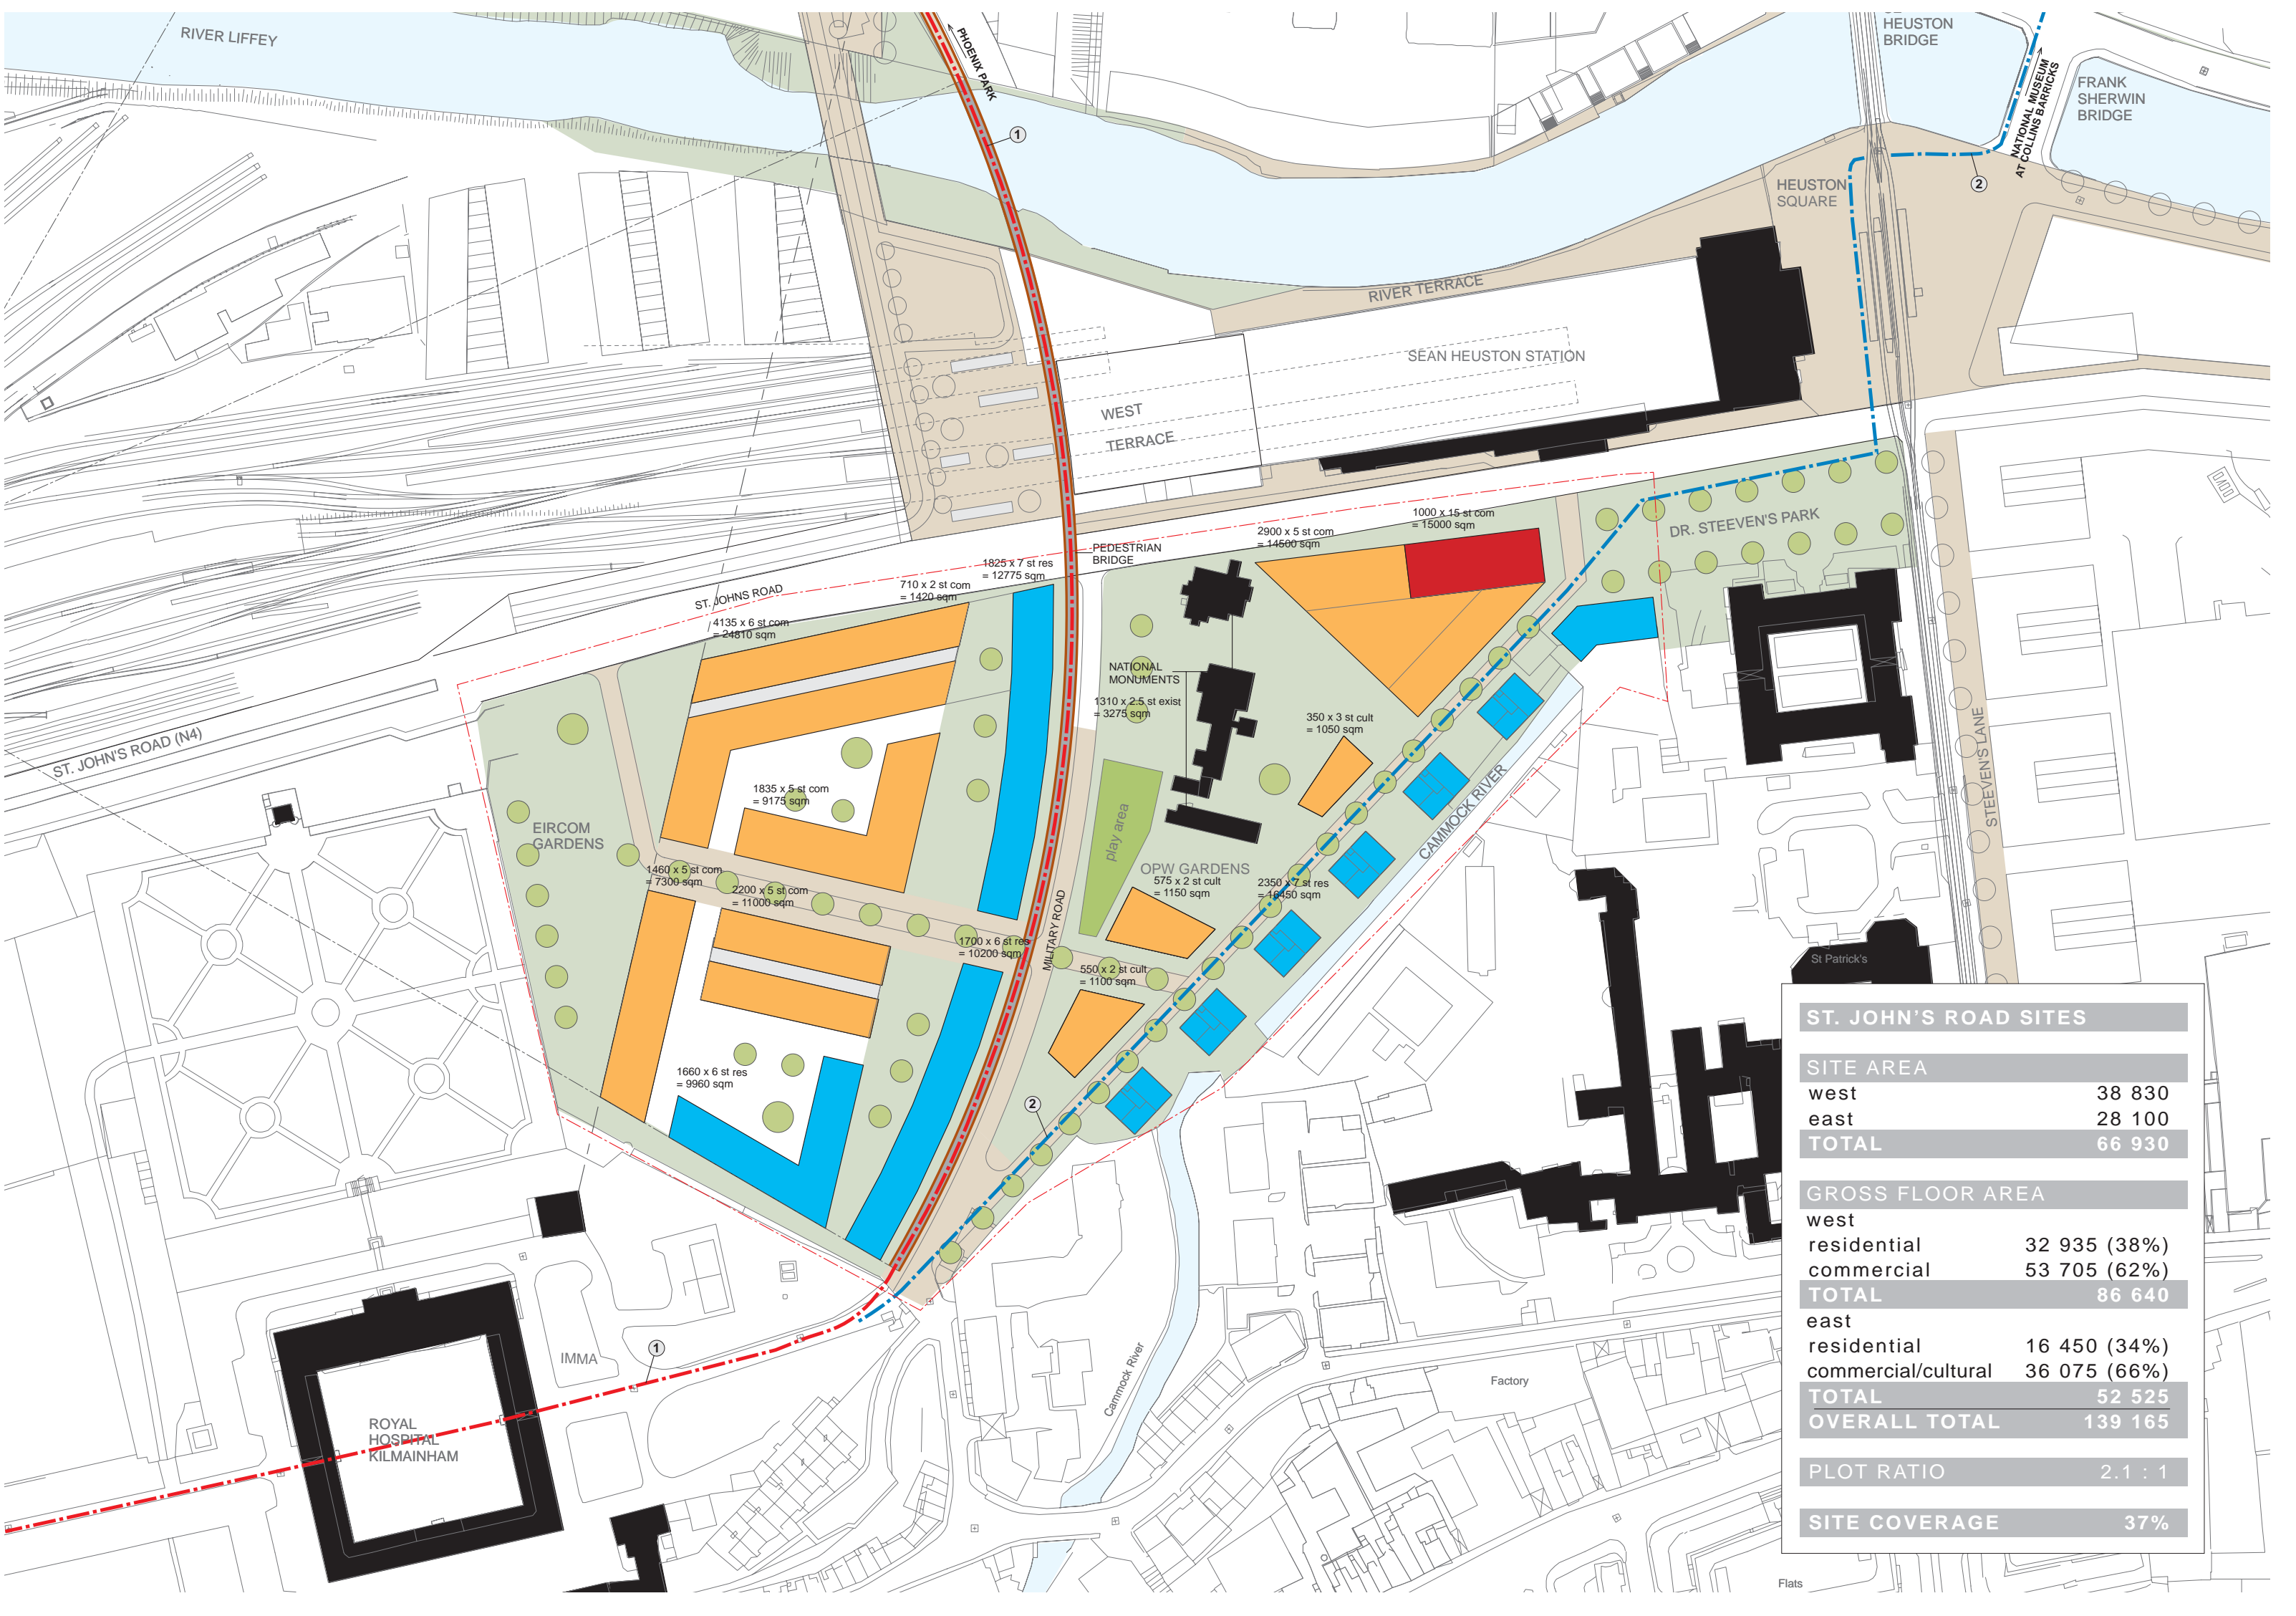 RIVER LIFFEY
PHOENIX PARK
1
HEUSTON
BRIDGE
NATIONAL MUSEUM
AT COLLINS BARRICKS
FRANK
SHERWIN
BRIDGE
2
HEUSTON
SQUARE
RIVER TERRACE
SEAN HEUSTON STATION
WEST
TERRACE
DR. STEEVEN'S PARK
1000 x 15 st com
= 15000 sqm
2900 x 5 st com
= 14500 sqm
PEDESTRIAN
BRIDGE
1825 x 7 st res
= 12775 sqm
710 x 2 st com
= 1420 sqm
ST. JOHNS ROAD
4135 x 6 st com
= 24810 sqm
NATIONAL
MONUMENTS
1310 x 2.5 st exist
= 3275 sqm
350 x 3 st cult
= 1050 sqm
ST. JOHN'S ROAD (N4)
STEEVEN'S LANE
CAMMOCK RIVER
1835 x 5 st com
= 9175 sqm
EIRCOM
GARDENS
play area
OPW GARDENS
1460 x 5 st com
= 7300 sqm
2200 x 5 st com
= 11000 sqm
575 x 2 st cult
= 1150 sqm
2350 x 7 st res
= 16450 sqm
MILITARY ROAD
1700 x 6 st res
= 10200 sqm
550 x 2 st cult
= 1100 sqm
St Patrick's
1660 x 6 st res
= 9960 sqm
2
1
IMMA
ROYAL
HOSPITAL
KILMAINHAM
Cammock River
Factory
Flats
ST. JOHN'S ROAD SITES
SITE AREA
west 38 830
east 28 100
TOTAL 66 930
GROSS FLOOR AREA
west
residential 32 935 (38%)
commercial 53 705 (62%)
TOTAL 86 640
east
residential 16 450 (34%)
commercial/cultural 36 075 (66%)
TOTAL 52 525
OVERALL TOTAL 139 165
PLOT RATIO 2.1 : 1
SITE COVERAGE 37%